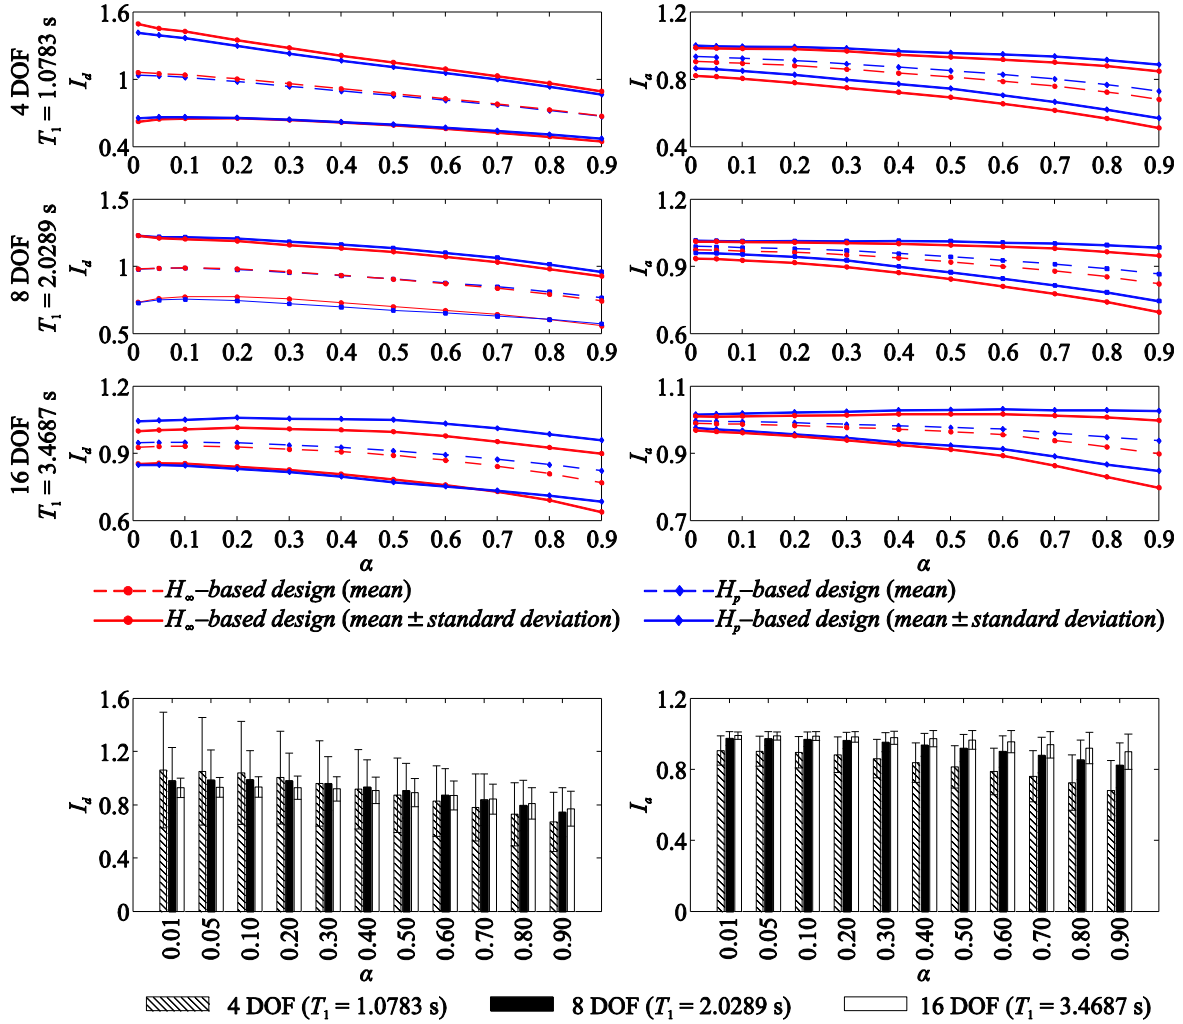 4 DOF
T1 = 1.0783 s
Id
1.6
1
0.4
0 0.1 0.2 0.3 0.4 0.5 0.6 0.7 0.8 0.9
Ia
1.2
0.8
0.4
0 0.1 0.2 0.3 0.4 0.5 0.6 0.7 0.8 0.9
8 DOF
T1 = 2.0289 s
Id
1.5
1
0.5
0 0.1 0.2 0.3 0.4 0.5 0.6 0.7 0.8 0.9
Ia
1.2
0.9
0.6
0 0.1 0.2 0.3 0.4 0.5 0.6 0.7 0.8 0.9
16 DOF
T1 = 3.4687 s
Id
1.2
0.9
0.6
0 0.1 0.2 0.3 0.4 0.5 0.6 0.7 0.8 0.9
α
Ia
1.1
0.9
0.7
0 0.1 0.2 0.3 0.4 0.5 0.6 0.7 0.8 0.9
α
H∞–based design (mean)
H∞–based design (mean ± standard deviation)
Hp–based design (mean)
Hp–based design (mean ± standard deviation)
Id
1.6
1.2
0.8
0.4
0
0.01 0.05 0.10 0.20 0.30 0.40 0.50 0.60 0.70 0.80 0.90
α
Ia
1.2
0.8
0.4
0
0.01 0.05 0.10 0.20 0.30 0.40 0.50 0.60 0.70 0.80 0.90
α
4 DOF (T1 = 1.0783 s)
8 DOF (T1 = 2.0289 s)
16 DOF (T1 = 3.4687 s)